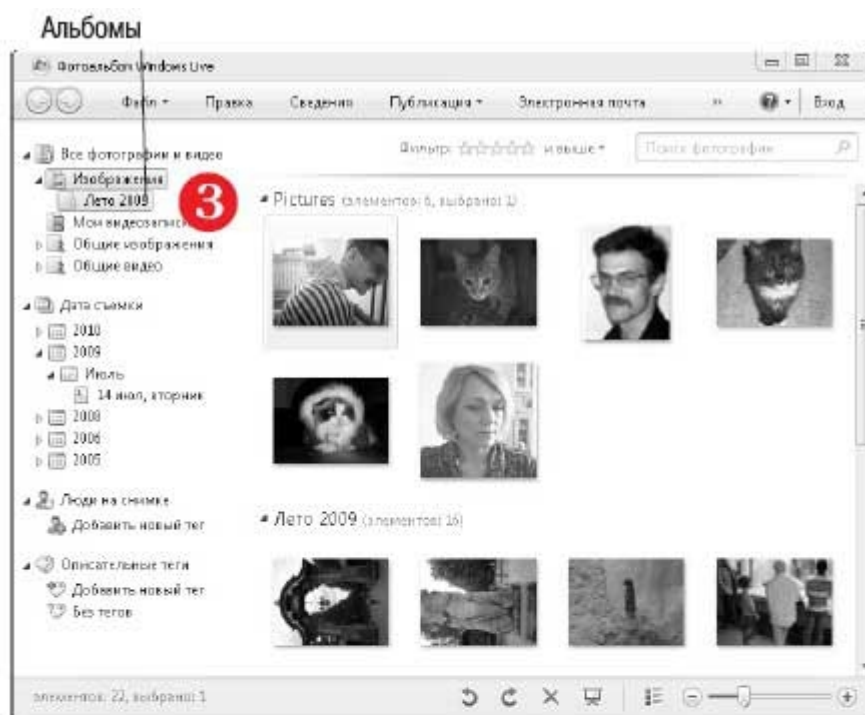 Альбомы
Фотоальбом Windows Live
Файл Правка Сведения Публикация Электронная почта » Вход
Фильтр: и выше Поиск фотографий
Все фотографии и видео
Изображения
Лето 2009
3
Мои видеозаписи
Общие изображения
Общие видео
Дата съемки
2010
2009
Июль
14 июл, вторник
2008
2006
2005
Люди на снимке
Добавить новый тег
Описательные теги
Добавить новый тег
Без тегов
Pictures (элементов: 6, выбрано: 1)
Лето 2009 (элементов: 16)
элементов: 22, выбрано: 1